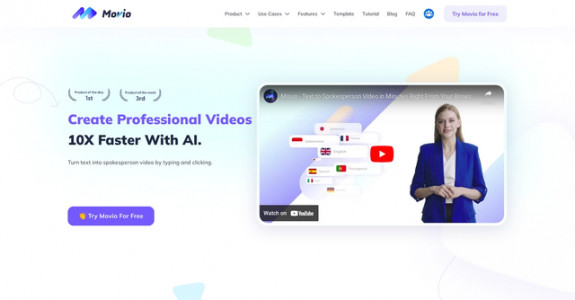 Movio
Product
Use Cases
Features
Template
Tutorial
Blog
FAQ
Try Movio for Free
Product of the day
1st
Product of the week
3rd
Create Professional Videos
10X Faster With AI.
Turn text into spokesperson video by typing and clicking.
👋 Try Movio For Free
Movio - Text to Spokesperson Video in Minutes Right From Your Browser
English
Watch on YouTube